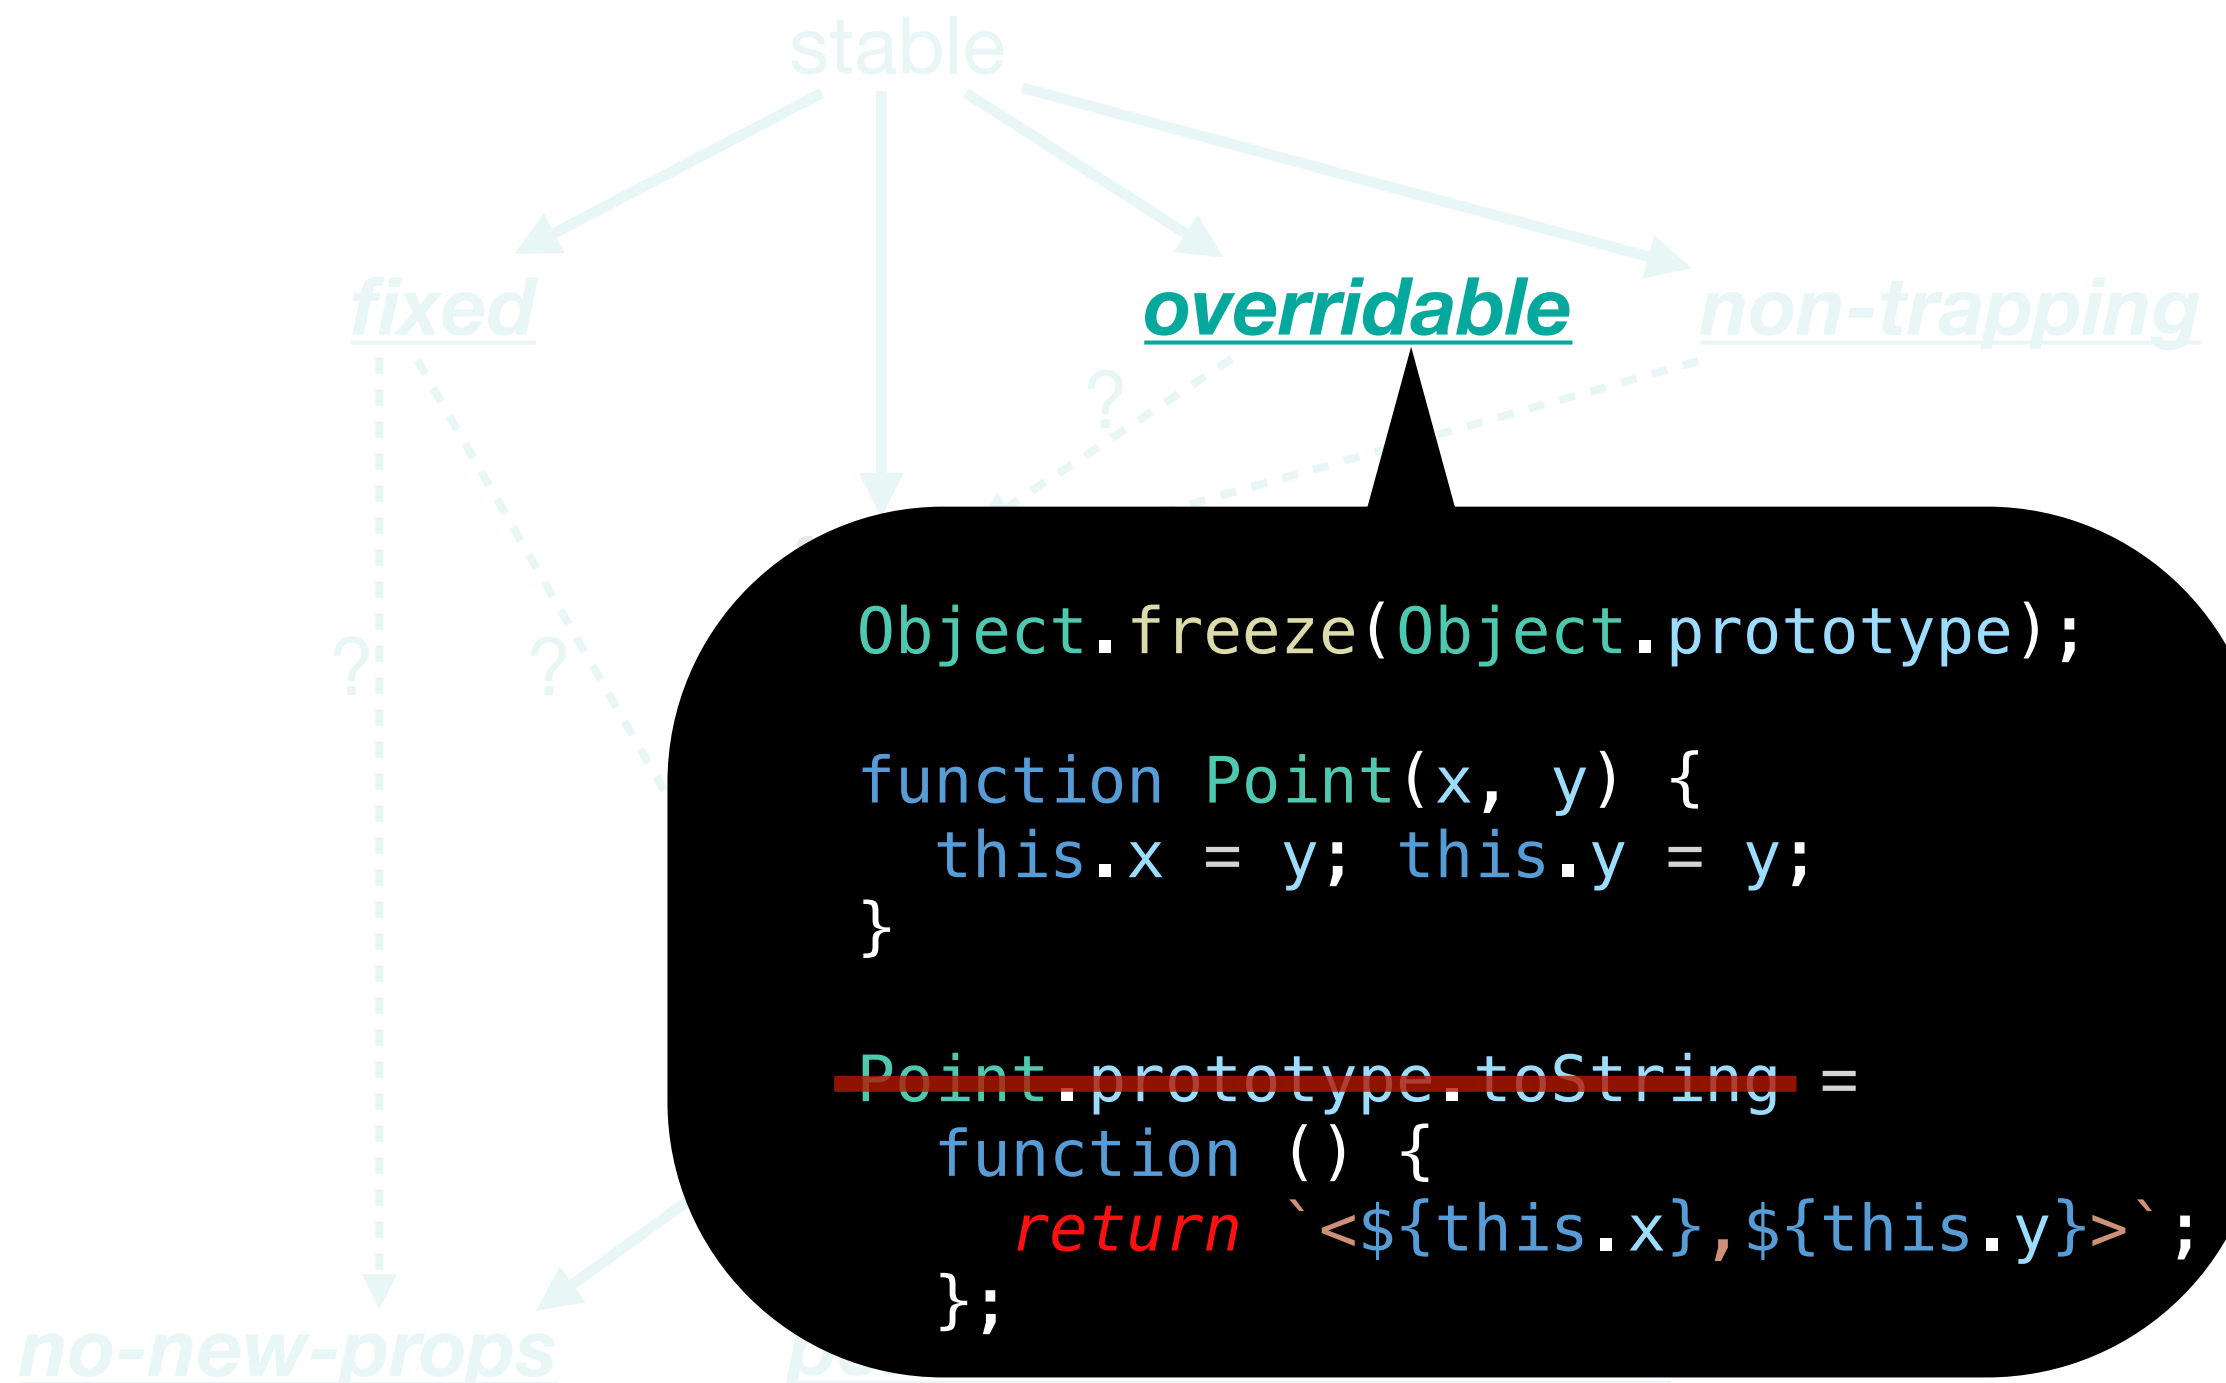 stable
fixed
overridable
non-trapping
?
? ?
Object.freeze(Object.prototype);
function Point(x, y) {
this.x = y; this.y = y;
}
Point.prototype.toString =
function () {
return `<${this.x},${this.y}>`;
};
no-new-props